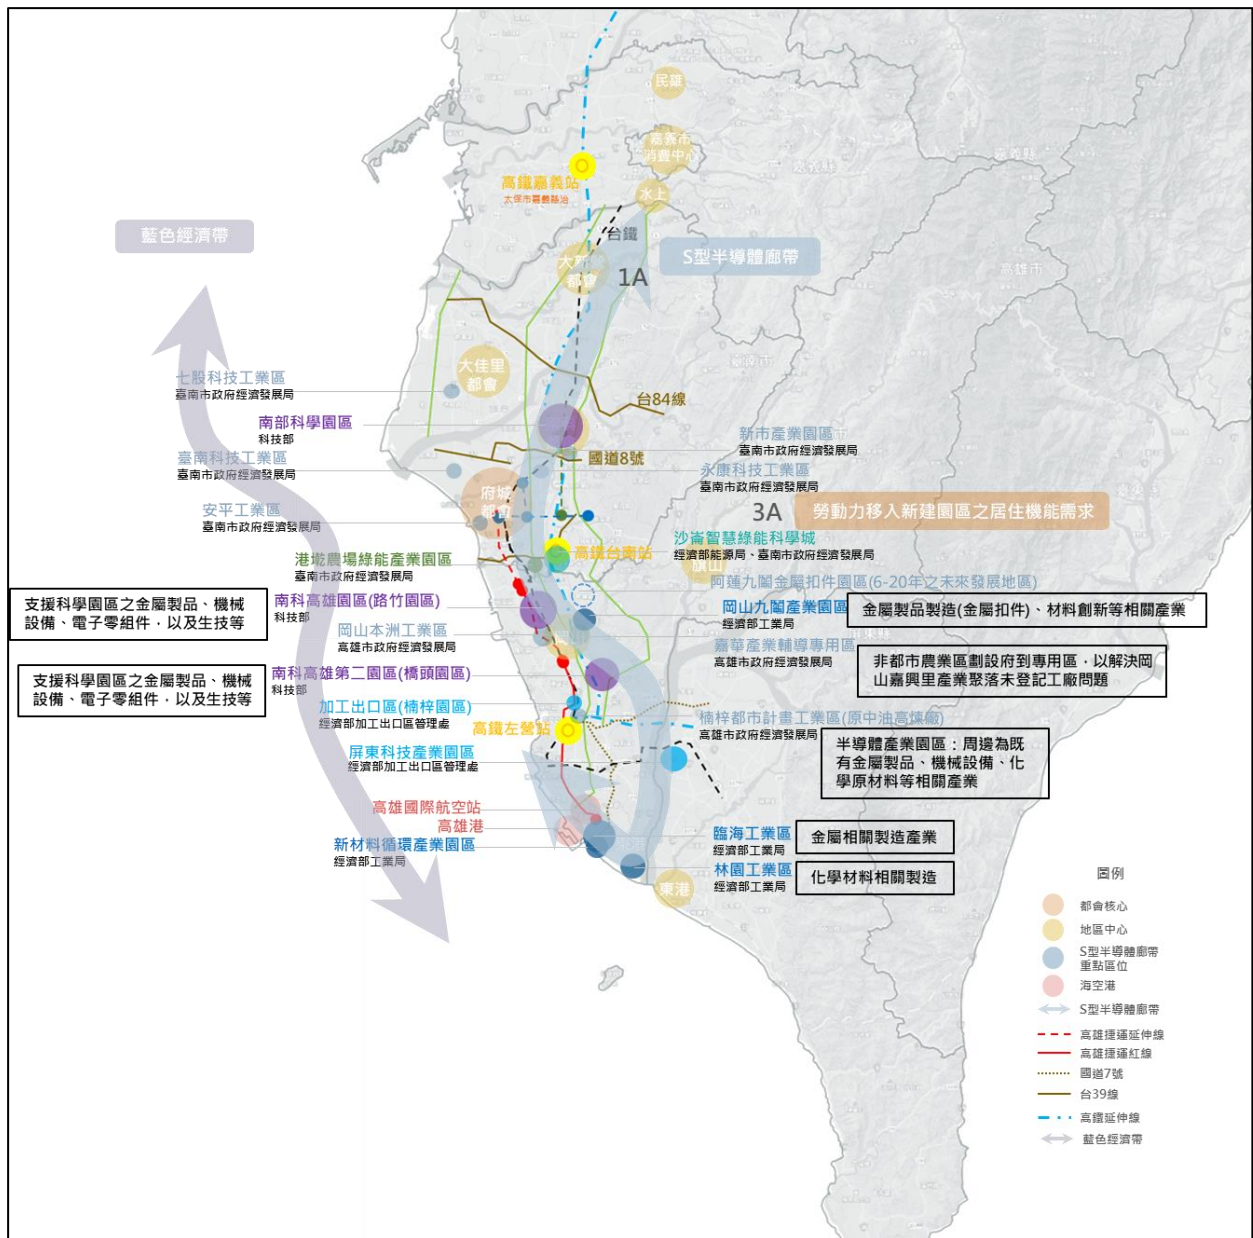 民雄
嘉義市
消費中心
嘉義縣
嘉義縣
高鐵嘉義站
太保市嘉義縣治
水上
藍色經濟帶
台鐵
S型半導體廊帶
大新
都會
1A
高雄市
大佳里
都會
七股科技工業區
臺南市政府經濟發展局
台84線
南部科學園區
科技部
新市產業園區
臺南市政府經濟發展局
國道8號
臺南科技工業區
臺南市政府經濟發展局
永康科技工業區
臺南市政府經濟發展局
府城
都會
安平工業區
臺南市政府經濟發展局
3A
勞動力移入新建園區之居住機能需求
沙崙智慧綠能科學城
經濟部能源局、臺南市政府經濟發展局
高鐵台南站
港墘農場綠能產業園區
臺南市政府經濟發展局
旗山
阿蓮九鬮金屬扣件園區(6-20年之未來發展地區)
支援科學園區之金屬製品、機械
設備、電子零組件，以及生技等
南科高雄園區(路竹園區)
科技部
岡山九鬮產業園區
經濟部工業局
金屬製品製造(金屬扣件)、材料創新等相關產業
岡山本洲工業區
高雄市政府經濟發展局
嘉華產業輔導專用區
高雄市政府經濟發展局
非都市農業區劃設府到專用區，以解決岡
山嘉興里產業聚落未登記工廠問題
支援科學園區之金屬製品、機械
設備、電子零組件，以及生技等
南科高雄第二園區(橋頭園區)
科技部
加工出口區(楠梓園區)
經濟部加工出口區管理處
高鐵左營站
楠梓都市計畫工業區(原中油高煉廠)
高雄市政府經濟發展局
半導體產業園區：周邊為既
有金屬製品、機械設備、化
學原材料等相關產業
屏東科技產業園區
經濟部加工出口區管理處
高雄國際航空站
高雄港
新材料循環產業園區
經濟部工業局
臨海工業區
經濟部工業局
金屬相關製造產業
林園工業區
經濟部工業局
化學材料相關製造
東港
圖例
都會核心
地區中心
S型半導體廊帶
重點區位
海空港
S型半導體廊帶
高雄捷運延伸線
高雄捷運紅線
國道7號
台39線
高鐵延伸線
藍色經濟帶